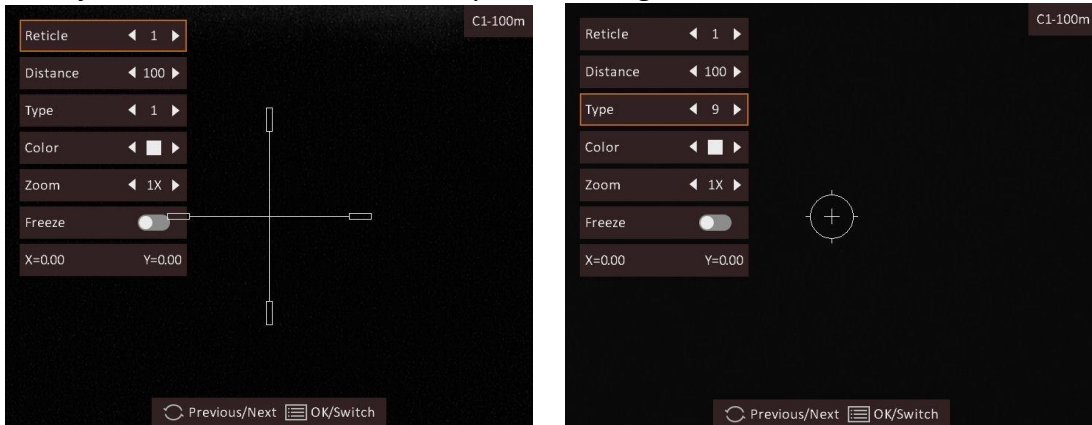 C1-100m
Reticle 1
Distance 100
Type 1
Color
Zoom 1X
Freeze
X=0.00 Y=0.00
Previous/Next OK/Switch
C1-100m
Reticle 1
Distance 100
Type 9
Color
Zoom 1X
Freeze
X=0.00 Y=0.00
Previous/Next OK/Switch